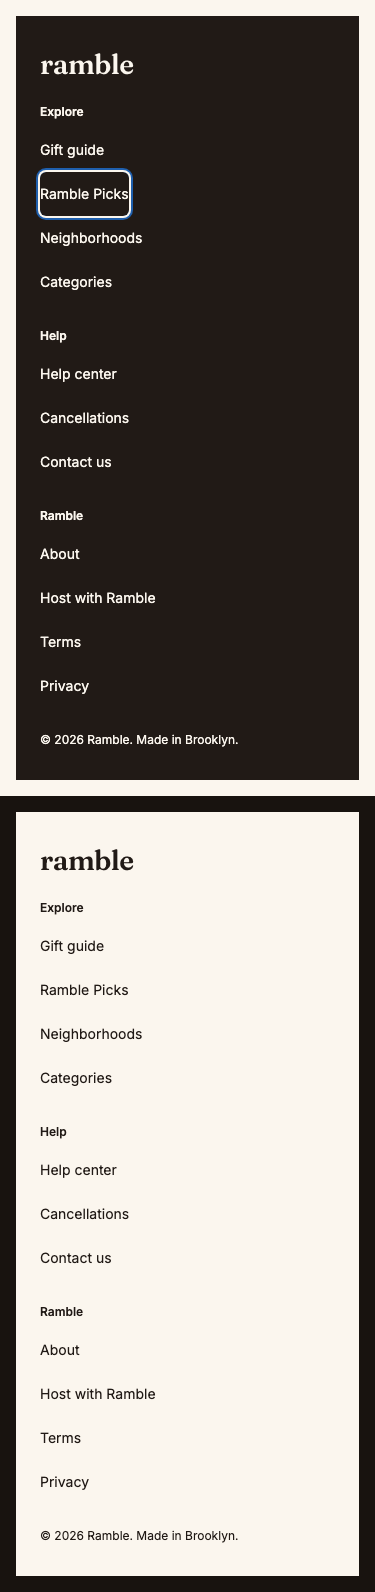 ramble
Explore
Gift guide
Ramble Picks
Neighborhoods
Categories
Help
Help center
Cancellations
Contact us
Ramble
About
Host with Ramble
Terms
Privacy
© 2026 Ramble. Made in Brooklyn.
ramble
Explore
Gift guide
Ramble Picks
Neighborhoods
Categories
Help
Help center
Cancellations
Contact us
Ramble
About
Host with Ramble
Terms
Privacy
© 2026 Ramble. Made in Brooklyn.